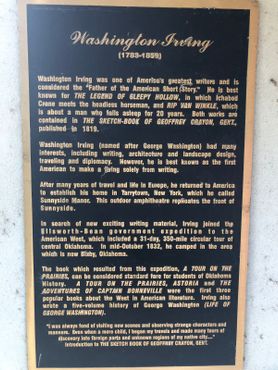 Washington Irving
(1783-1859)
Washington Irving was one of America's greatest writers and is
considered the "Father of the American Short Story." He is best
known for THE LEGEND OF SLEEPY HOLLOW, in which Ichabod
Crane meets the headless horseman, and RIP VAN WINKLE, which
is about a man who falls asleep for 20 years. Both works are
contained in THE SKETCH-BOOK OF GEOFFREY CRAYON, GENT.,
published in 1819.
Washington Irving (named after George Washington) had many
interests, including writing, architecture and landscape design,
traveling and diplomacy. However, he is best known as the first
American to make a living solely from writing.
After many years of travel and life in Europe, he returned to America
to establish his home in Tarrytown, New York, which he called
Sunnyside Manor. This outdoor amphitheatre replicates the front of
Sunnyside.
In search of new exciting writing material, Irving joined the
Ellsworth-Bean government expedition to the
American West, which included a 31-day, 350-mile circular tour of
central Oklahoma. In mid-October 1832, he camped in the area
which is now Bixby, Oklahoma.
The book which resulted from this expedition, A TOUR ON THE
PRAIRIES, can be considered standard fare for students of Oklahoma
History. A TOUR ON THE PRAIRIES, ASTORIA and THE
ADVENTURES OF CAPTAIN BONNEVILLE were the first three
popular books about the West in American literature. Irving also
wrote a five-volume history of George Washington (LIFE OF
GEORGE WASHINGTON).
"I was always fond of visiting new scenes and observing strange characters and
manners. Even when a mere child, I began my travels and made many tours of
discovery into foreign parts and unknown regions of my native city..."
Introduction to THE SKETCH BOOK OF GEOFFREY CRAYON, GENT.